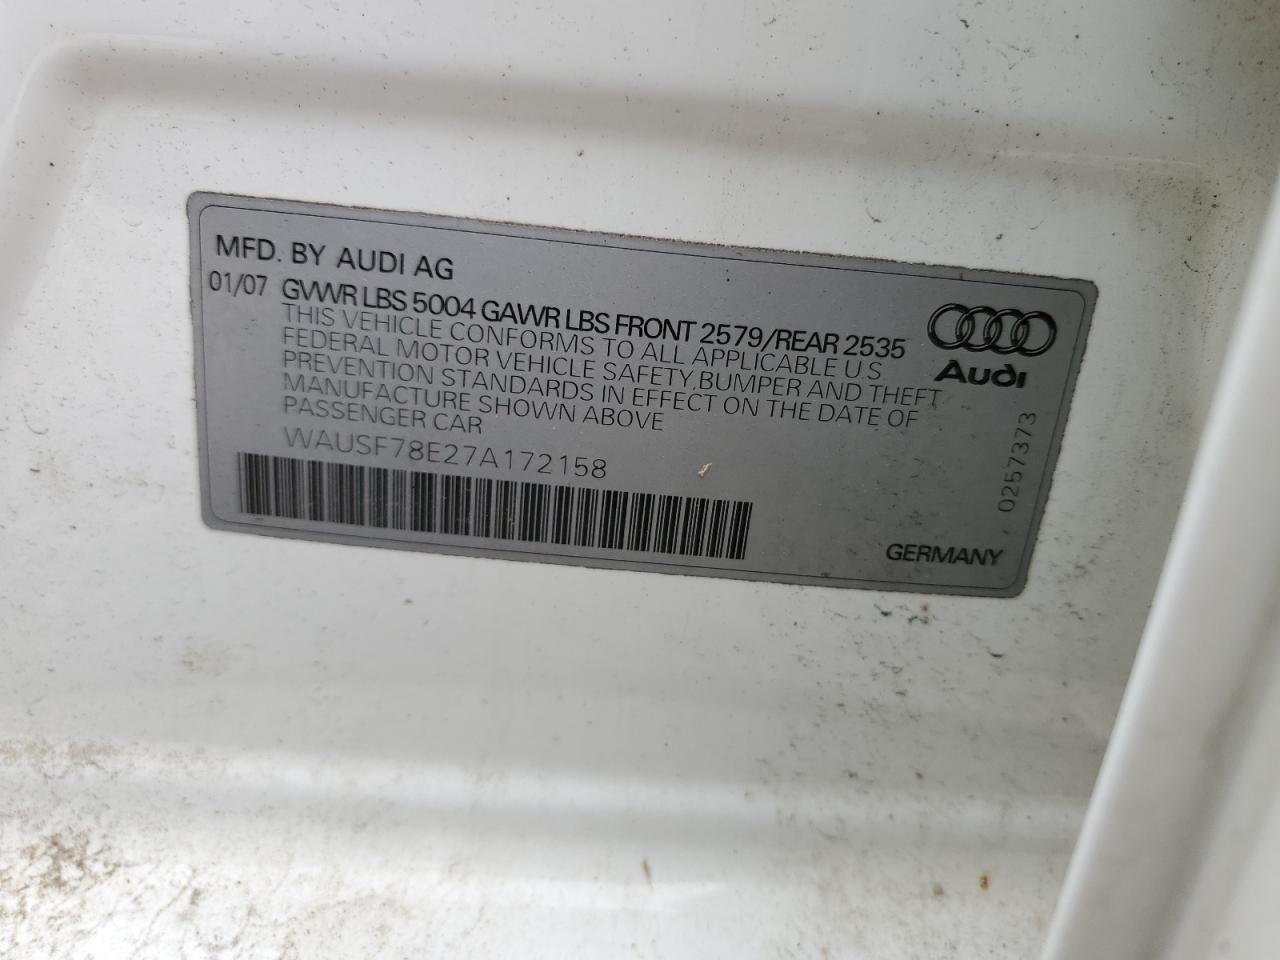 MFD. BY AUDI AG
01/07 GVWR LBS 5004 GAWR LBS FRONT 2579/REAR 2535
THIS VEHICLE CONFORMS TO ALL APPLICABLE U S
FEDERAL MOTOR VEHICLE SAFETY,BUMPER AND THEFT
PREVENTION STANDARDS IN EFFECT ON THE DATE OF
MANUFACTURE SHOWN ABOVE
PASSENGER CAR
WAUSF78E27A172158
Audi
0257373
GERMANY